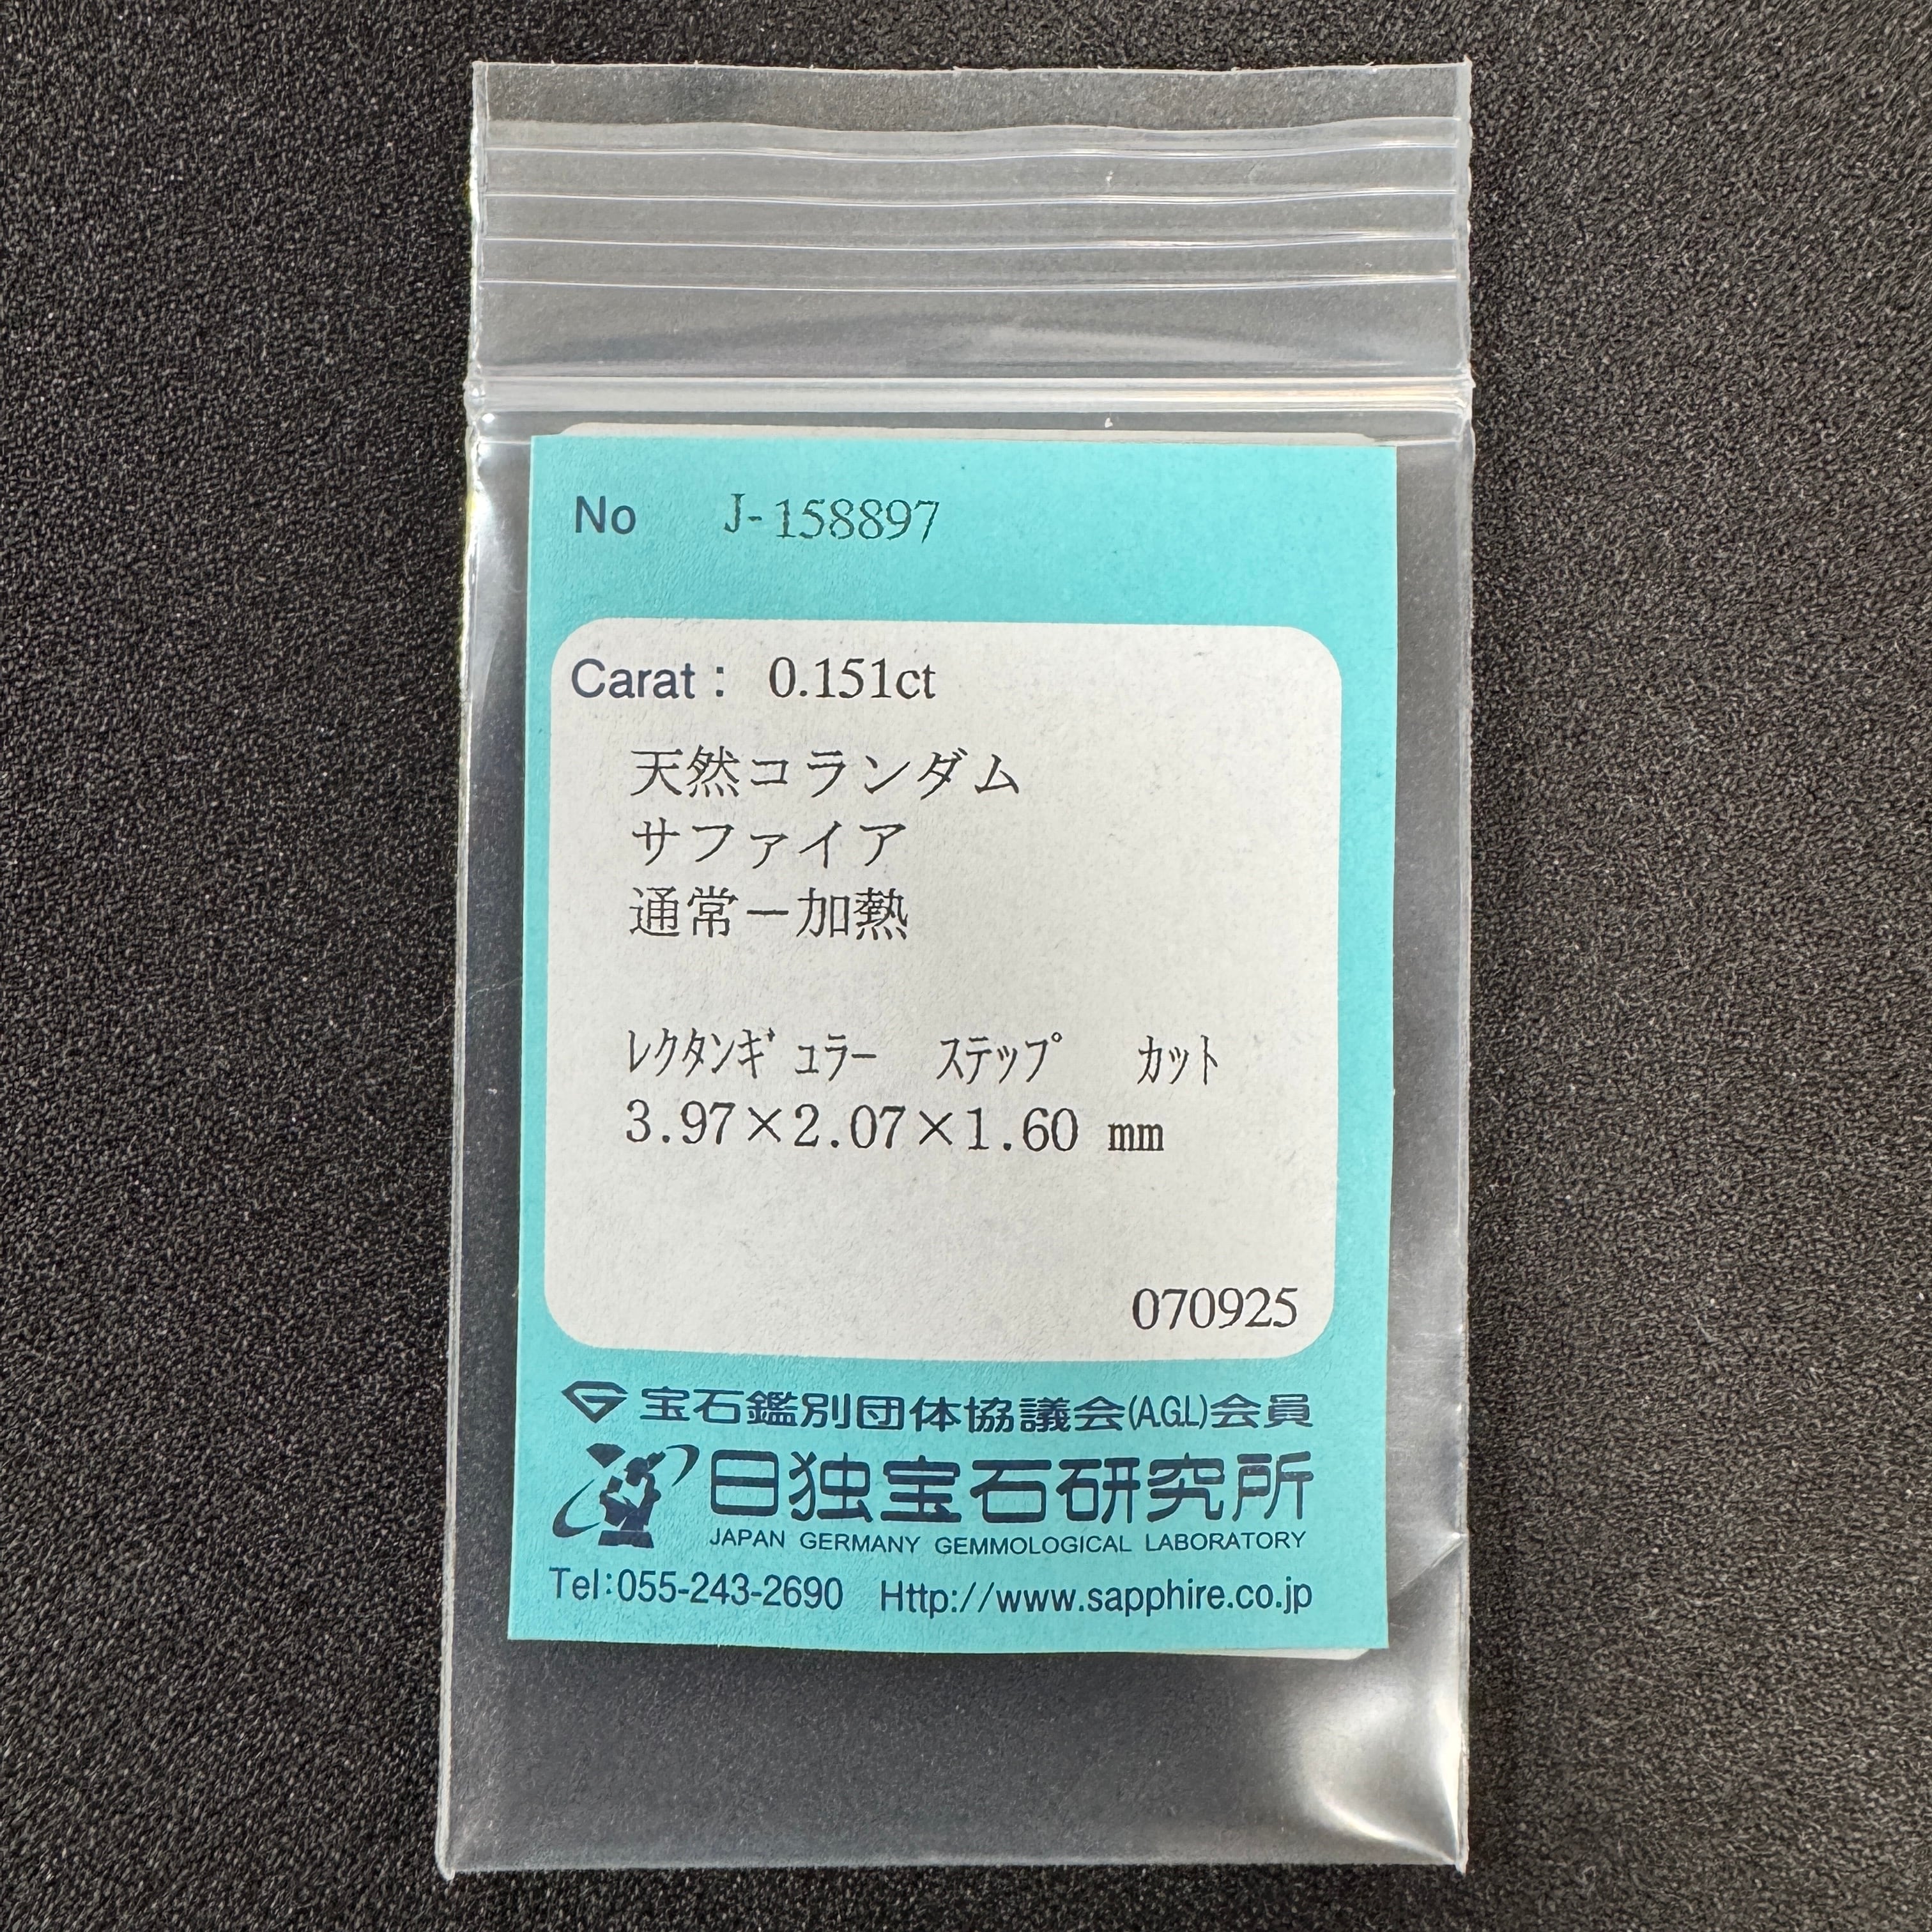 No J-158897
Carat： 0.151ct
天然コランダム
サファイア
通常－加熱
ﾚｸﾀﾝｷﾞｭﾗｰ ｽﾃｯﾌﾟ ｶｯﾄ
3.97×2.07×1.60 mm
070925
宝石鑑別団体協議会(A.G.L)会員
日独宝石研究所
JAPAN GERMANY GEMMOLOGICAL LABORATORY
Tel:055-243-2690 Http://www.sapphire.co.jp